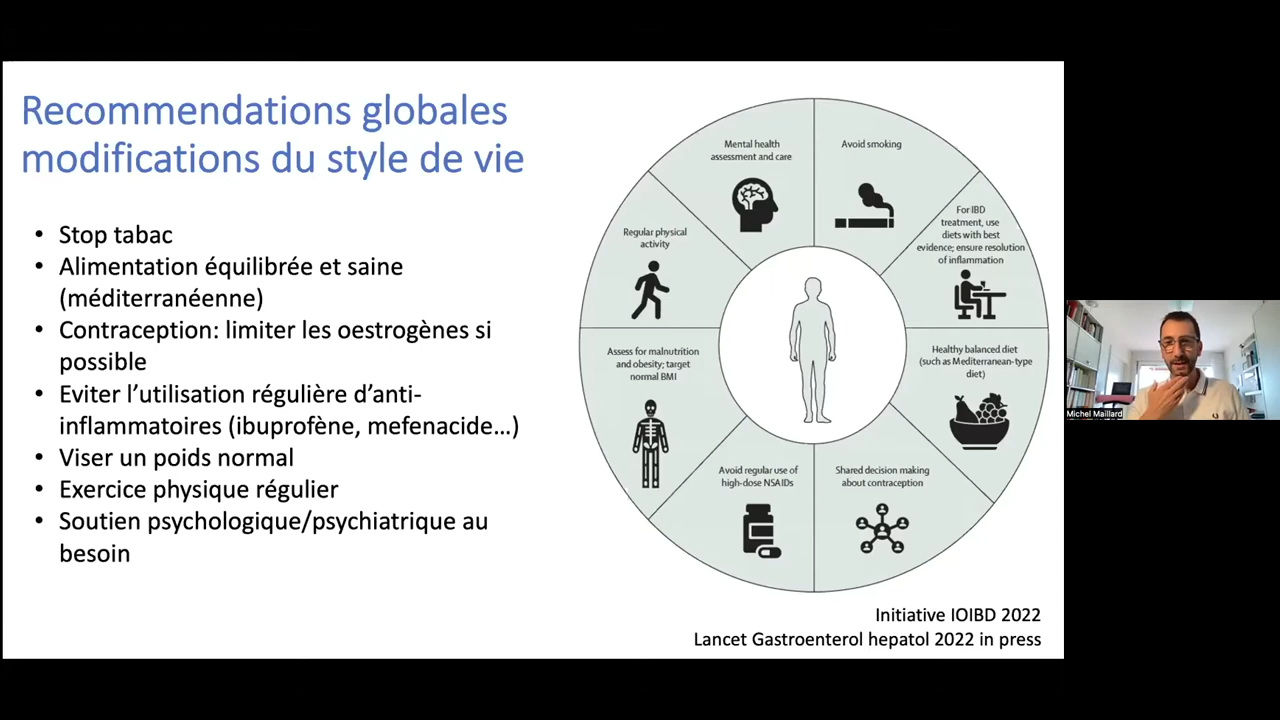 Recommendations globales
modifications du style de vie
• Stop tabac
• Alimentation équilibrée et saine
(méditerranéenne)
• Contraception: limiter les oestrogènes si
possible
• Eviter l'utilisation régulière d'anti-
inflammatoires (ibuprofène, mefenacide...)
• Viser un poids normal
• Exercice physique régulier
• Soutien psychologique/psychiatrique au
besoin
Mental health
assessment and care
Avoid smoking
For IBD
treatment, use
diets with best
evidence; ensure resolution
of inflammation
Healthy balanced diet
(such as Mediterranean-type
diet)
Shared decision making
about contraception
Avoid regular use of
high-dose NSAIDs
Assess for malnutrition
and obesity; target
normal BMI
Regular physical
activity
Initiative IOIBD 2022
Lancet Gastroenterol hepatol 2022 in press
Michel Maillard